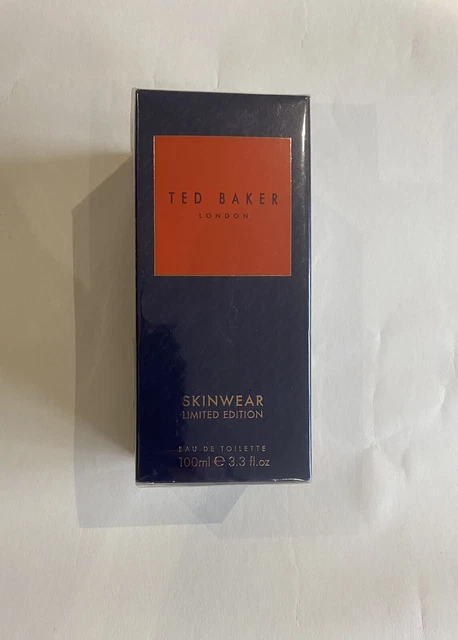 TED BAKER
LONDON
SKINWEAR
LIMITED EDITION
EAU DE TOILETTE
100ml ℮ 3.3 fl.oz